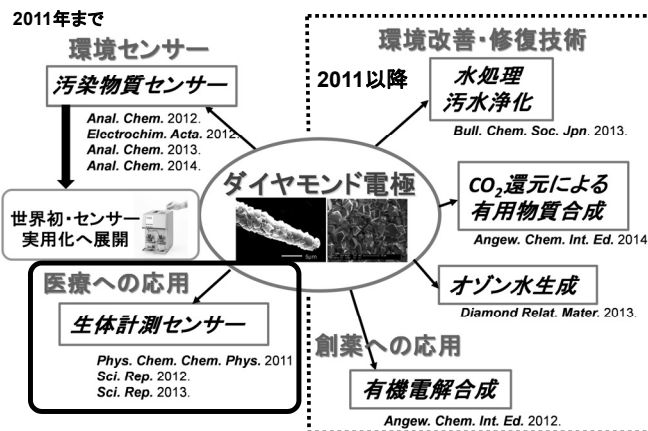 2011年まで
環境センサー
汚染物質センサー
Anal. Chem. 2012.
Electrochim. Acta. 2012.
Anal. Chem. 2013.
Anal. Chem. 2014.
世界初・センサー
実用化へ展開
医療への応用
生体計測センサー
Phys. Chem. Chem. Phys. 2011
Sci. Rep. 2012.
Sci. Rep. 2013.
ダイヤモンド電極
6μm
環境改善・修復技術
2011以降
水処理
汚水浄化
Bull. Chem. Soc. Jpn. 2013.
CO₂還元による
有用物質合成
Angew. Chem. Int. Ed. 2014
オゾン水生成
Diamond Relat. Mater. 2013.
創薬への応用
有機電解合成
Angew. Chem. Int. Ed. 2012.